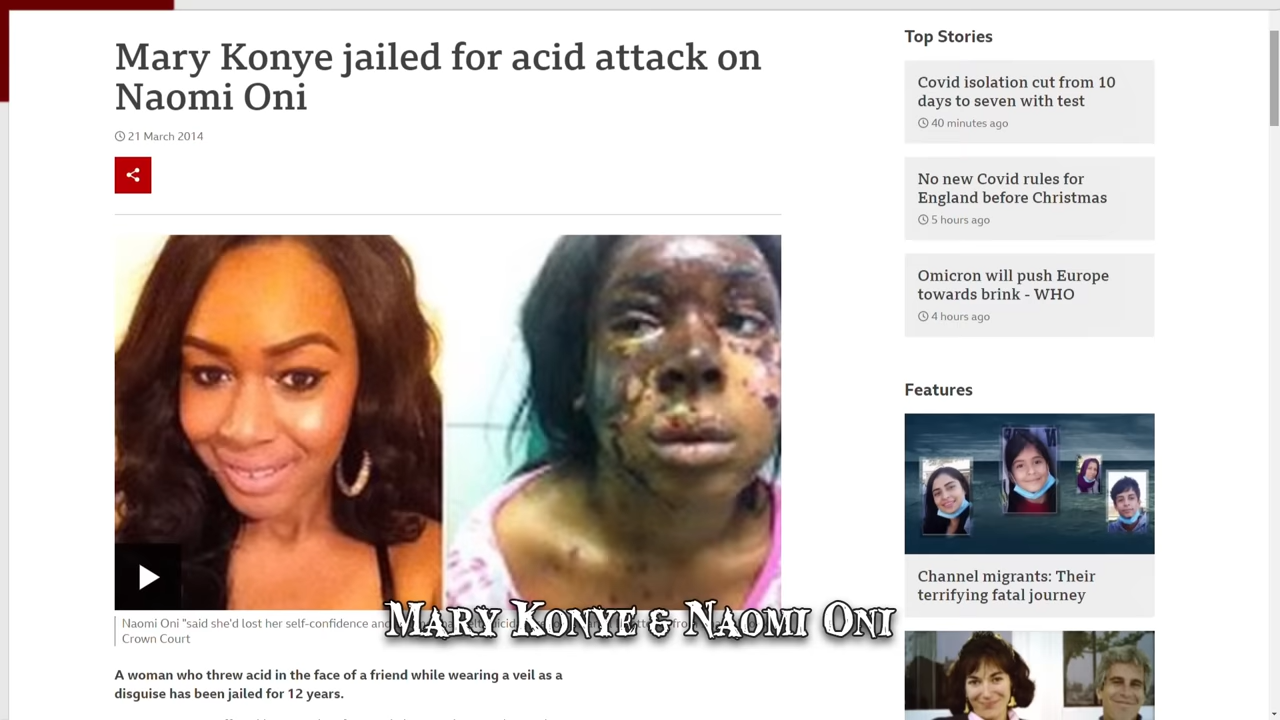 Mary Konye jailed for acid attack on
Naomi Oni
21 March 2014
Naomi Oni "said she'd lost her self-confidence and
Crown Court
MARY KONYE & NAOMI ONI
A woman who threw acid in the face of a friend while wearing a veil as a
disguise has been jailed for 12 years.
Top Stories
Covid isolation cut from 10
days to seven with test
40 minutes ago
No new Covid rules for
England before Christmas
5 hours ago
Omicron will push Europe
towards brink - WHO
4 hours ago
Features
Channel migrants: Their
terrifying fatal journey